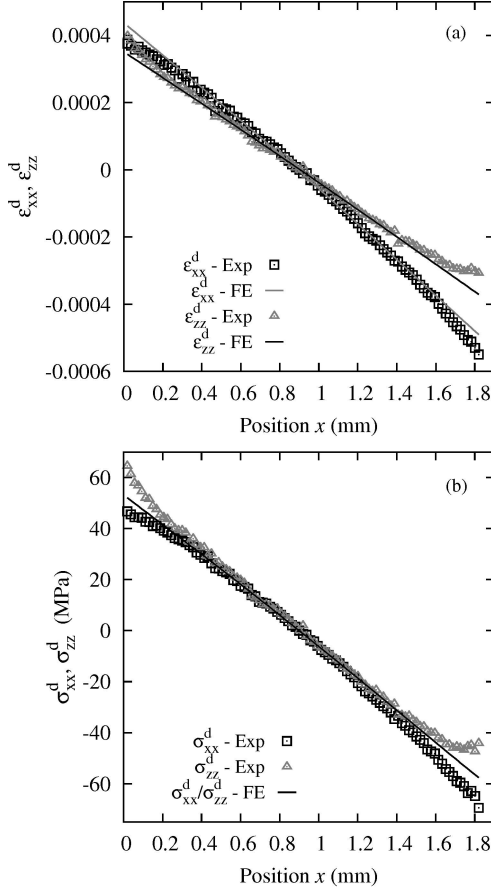 (a)
0.0004
0.0002
0
-0.0002
-0.0004
-0.0006
ε^d_xx, ε^d_zz
ε^d_xx - Exp
ε^d_xx - FE
ε^d_zz - Exp
ε^d_zz - FE
0 0.2 0.4 0.6 0.8 1 1.2 1.4 1.6 1.8
Position x (mm)
(b)
60
40
20
0
-20
-40
-60
σ^d_xx, σ^d_zz (MPa)
σ^d_xx - Exp
σ^d_zz - Exp
σ^d_xx/σ^d_zz - FE
0 0.2 0.4 0.6 0.8 1 1.2 1.4 1.6 1.8
Position x (mm)